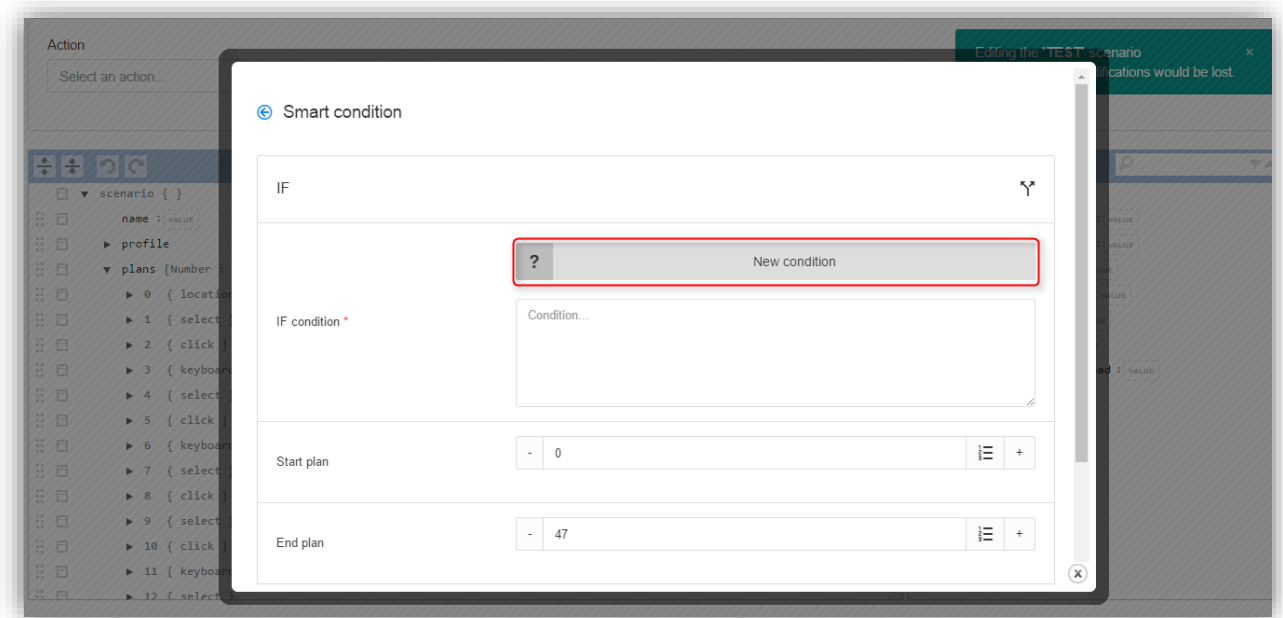 Action
Select an action...
Editing the 'TEST' scenario
×
ifications would be lost.
Smart condition
IF
? New condition
IF condition *
Condition...
Start plan
- 0 +
End plan
- 47 +
scenario { }
name : VALUE
profile
plans [Number :
0 { location
1 { select }
2 { click }
3 { keyboard
4 { select }
5 { click }
6 { keyboard
7 { select }
8 { click }
9 { select }
10 { click }
11 { keyboard
12 { select }
: VALUE
: VALUE
VALUE
VALUE
ad : VALUE
x